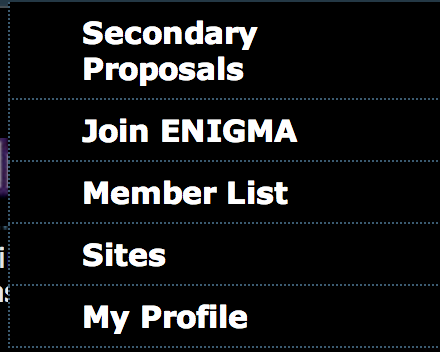 Secondary
Proposals
Join ENIGMA
Member List
Sites
My Profile